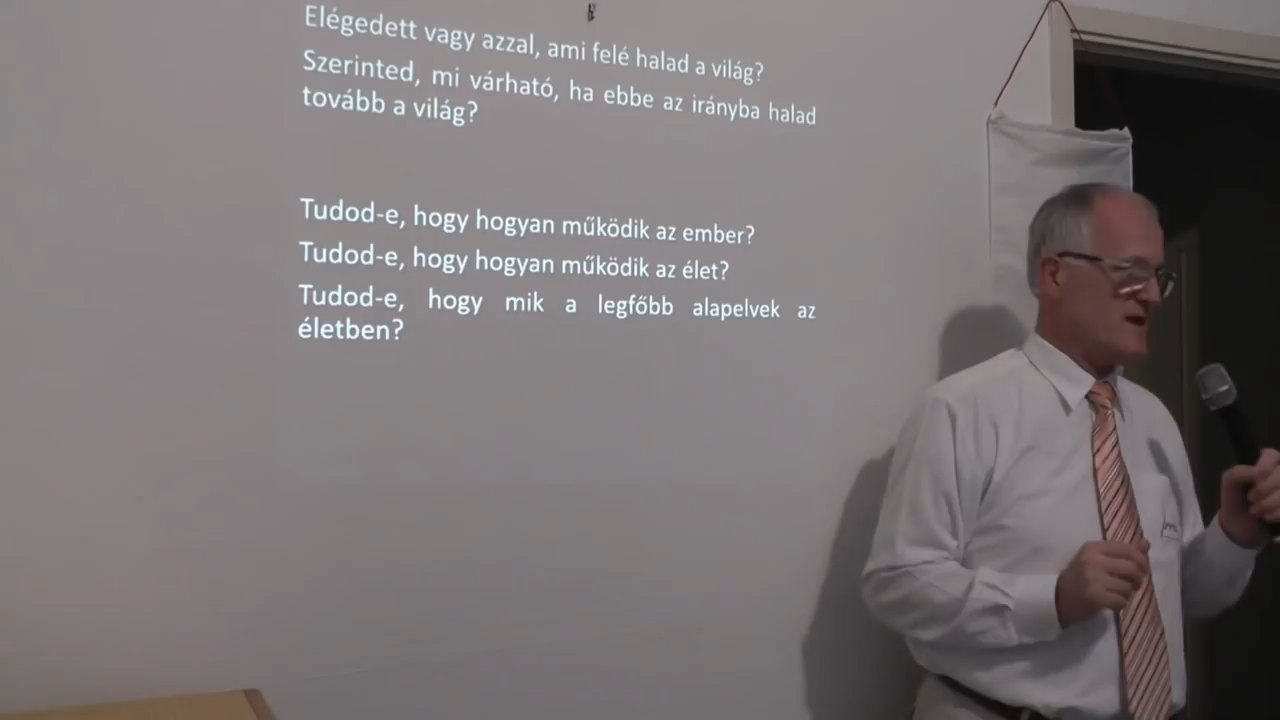 Elégedett vagy azzal, ami felé halad a világ?
Szerinted, mi várható, ha ebbe az irányba halad
tovább a világ?
Tudod-e, hogy hogyan működik az ember?
Tudod-e, hogy hogyan működik az élet?
Tudod-e, hogy mik a legfőbb alapelvek az
életben?